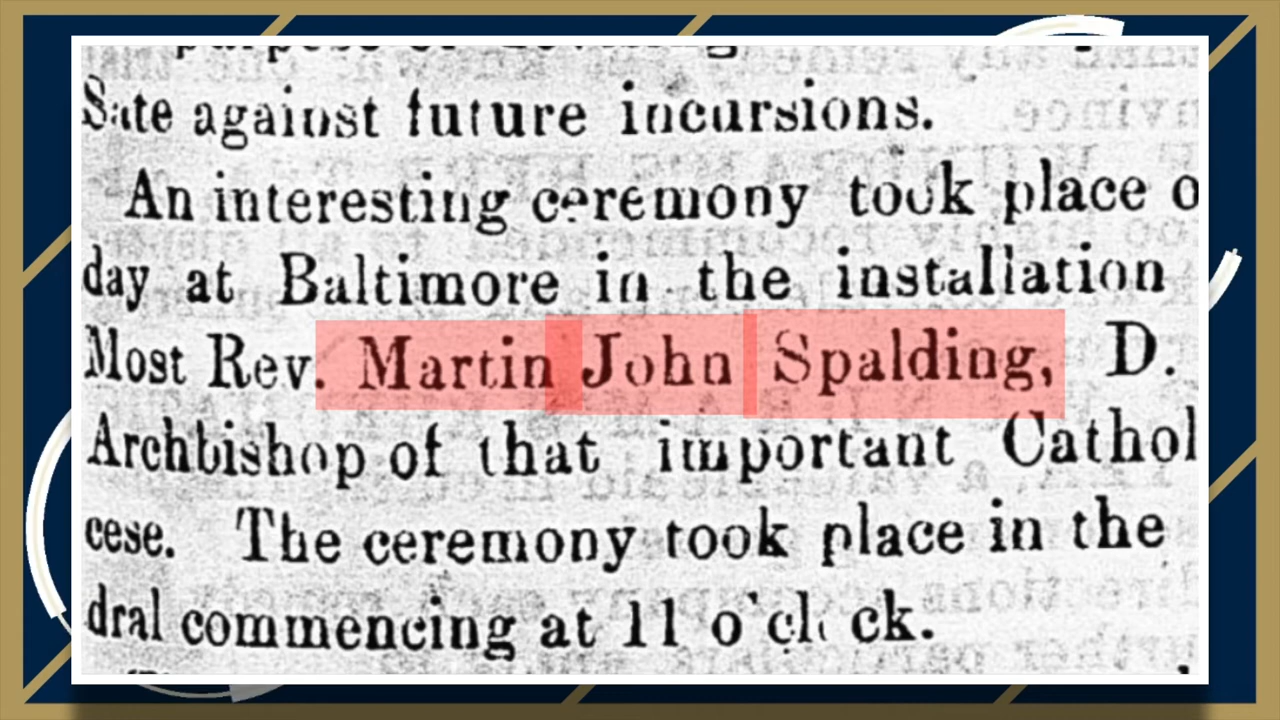 Sate against future incursions.
An interesting ceremony took place o
day at Baltimore in the installation
Most Rev. Martin John Spalding, D.
Archbishop of that important Cathol
cese. The ceremony took place in the
dral commencing at 11 o'clock.